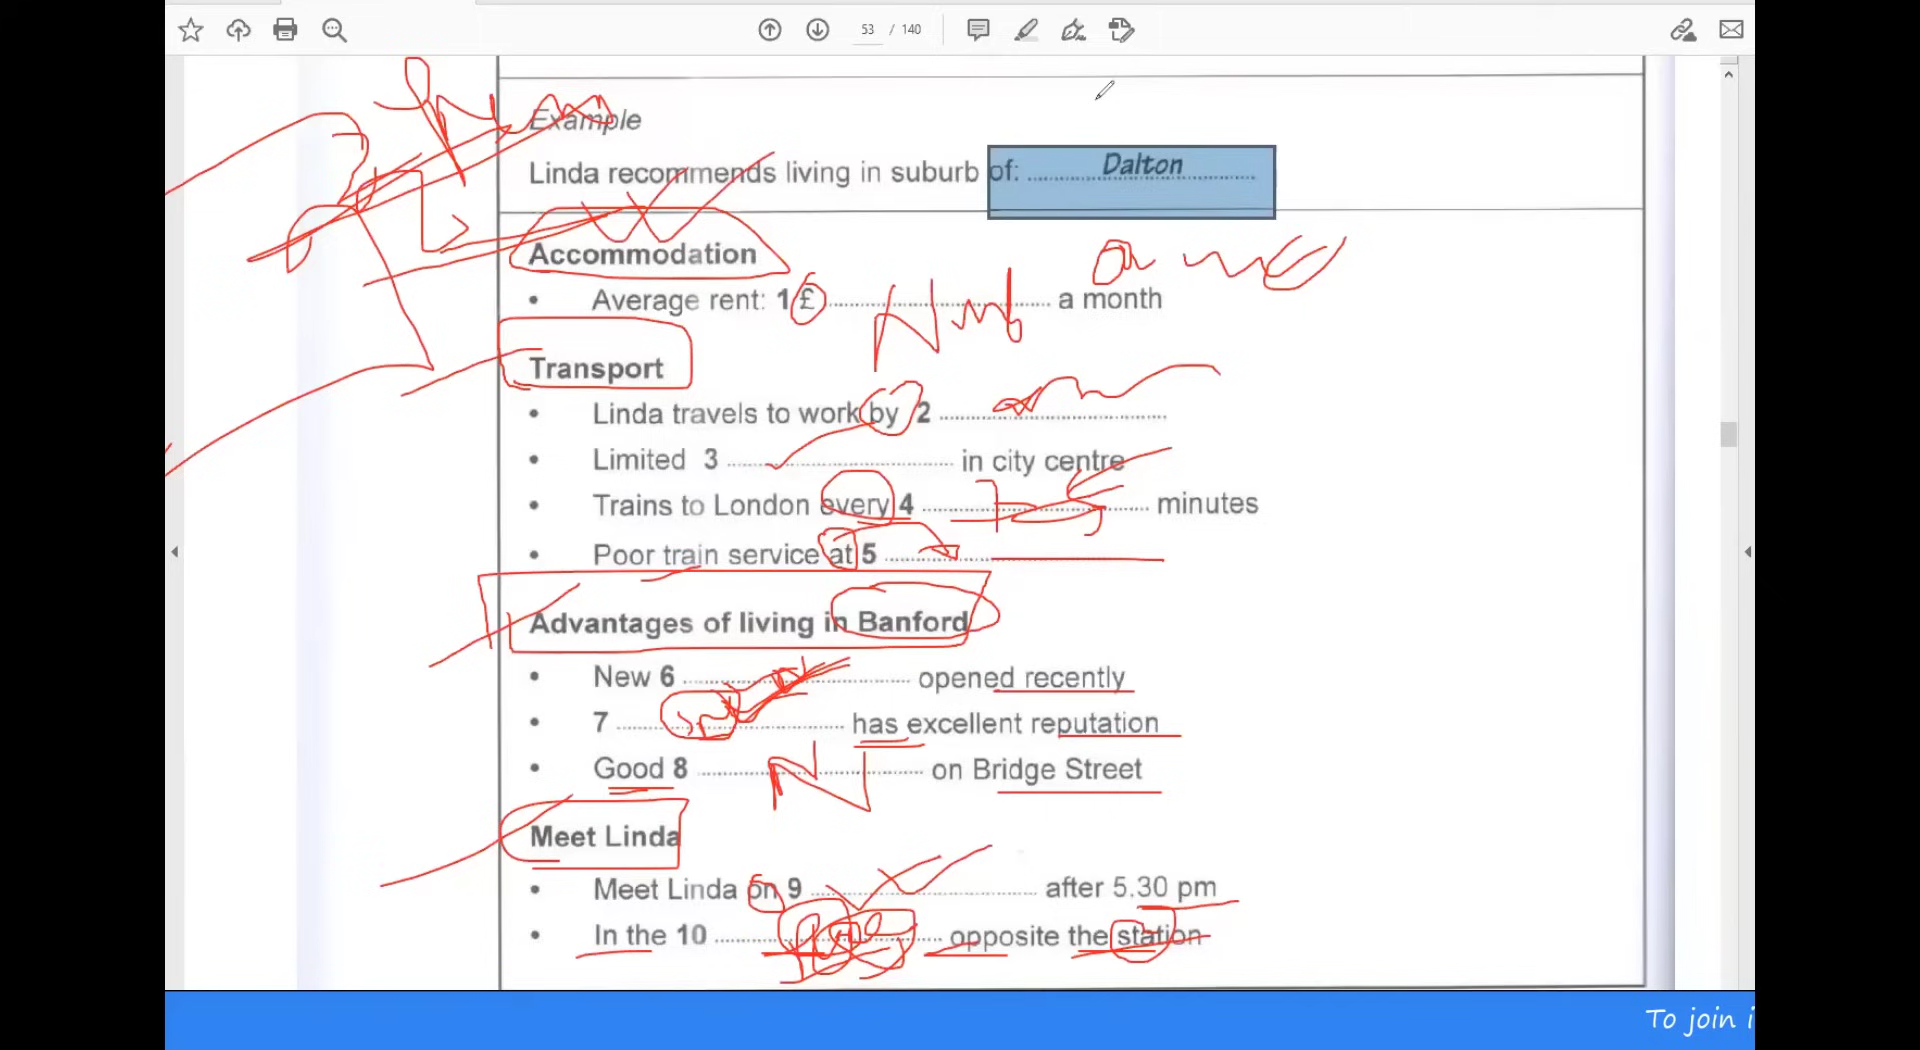 53 / 140
Example
Linda recommends living in suburb of: Dalton
Accommodation
• Average rent: 1 £ a month
Transport
• Linda travels to work by 2
• Limited 3 in city centre
• Trains to London every 4 minutes
• Poor train service at 5
Advantages of living in Banford
• New 6 opened recently
• 7 has excellent reputation
• Good 8 on Bridge Street
Meet Linda
• Meet Linda on 9 after 5.30 pm
• In the 10 opposite the station
To join i